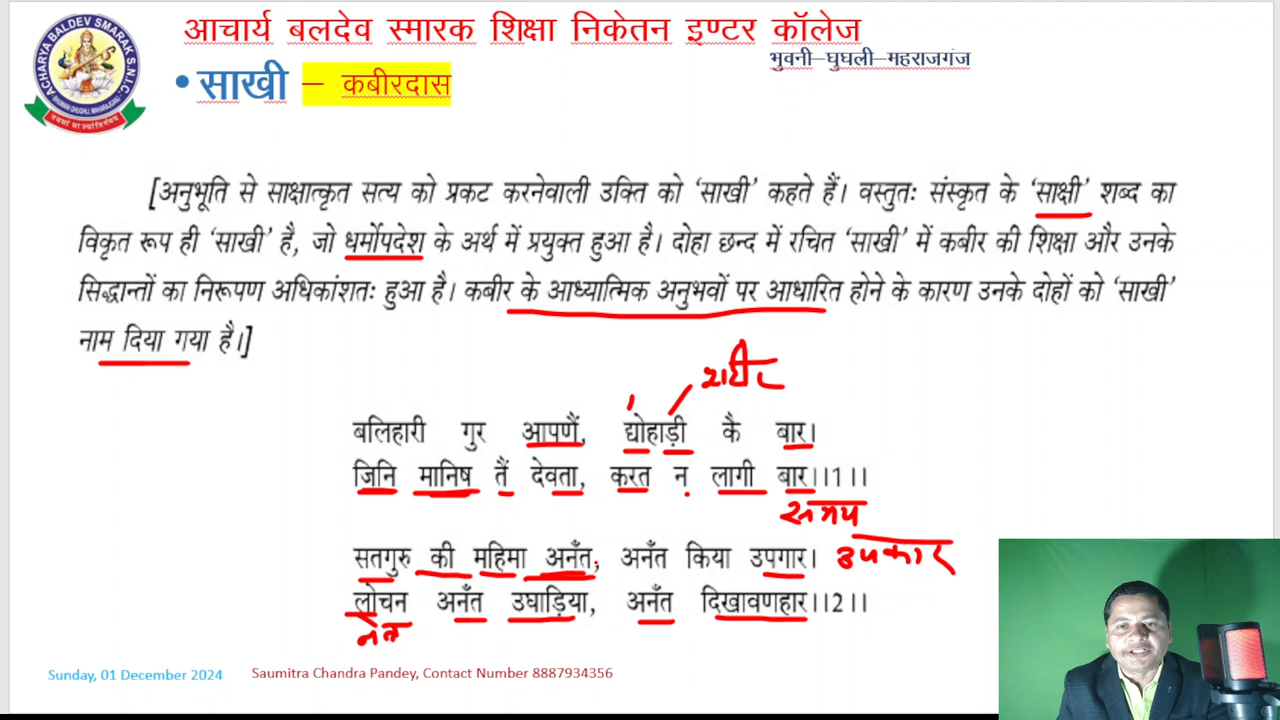 आचार्य बलदेव स्मारक शिक्षा निकेतन इण्टर कॉलेज
भुवनी-घुघली-महराजगंज
ACHARYA BALDEV SMARAK S.N.I.C.
• साखी – कबीरदास
[अनुभूति से साक्षात्कृत सत्य को प्रकट करनेवाली उक्ति को ‘साखी’ कहते हैं। वस्तुतः संस्कृत के ‘साक्षी’ शब्द का
विकृत रूप ही ‘साखी’ है, जो धर्मोपदेश के अर्थ में प्रयुक्त हुआ है। दोहा छन्द में रचित ‘साखी’ में कबीर की शिक्षा और उनके
सिद्धान्तों का निरूपण अधिकांशतः हुआ है। कबीर के आध्यात्मिक अनुभवों पर आधारित होने के कारण उनके दोहों को ‘साखी’
नाम दिया गया है।]
शरीर
बलिहारी गुर आपणैं, द्योहाड़ी कै बार।
जिनि मानिष तैं देवता, करत न लागी बार।।1।।
समय
सतगुरु की महिमा अनँत, अनँत किया उपगार। उपकार
लोचन अनँत उघाड़िया, अनँत दिखावणहार।।2।।
Sunday, 01 December 2024
Saumitra Chandra Pandey, Contact Number 8887934356